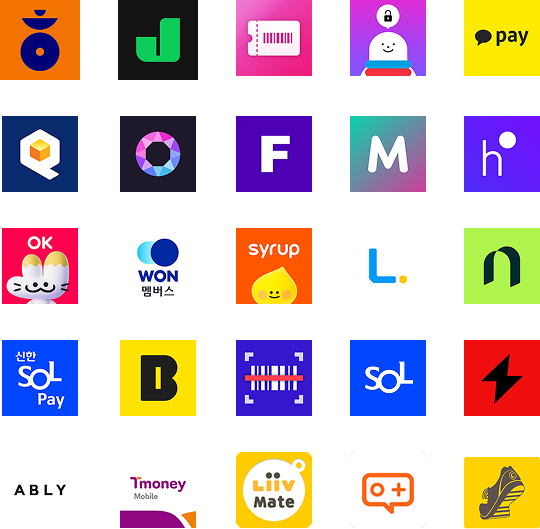 pay
Q
F
M
h
OK
WON
멤버스
syrup
L.
n
신한
SOL
Pay
B
SOL
ABLY
Tmoney
Mobile
Liiv
Mate